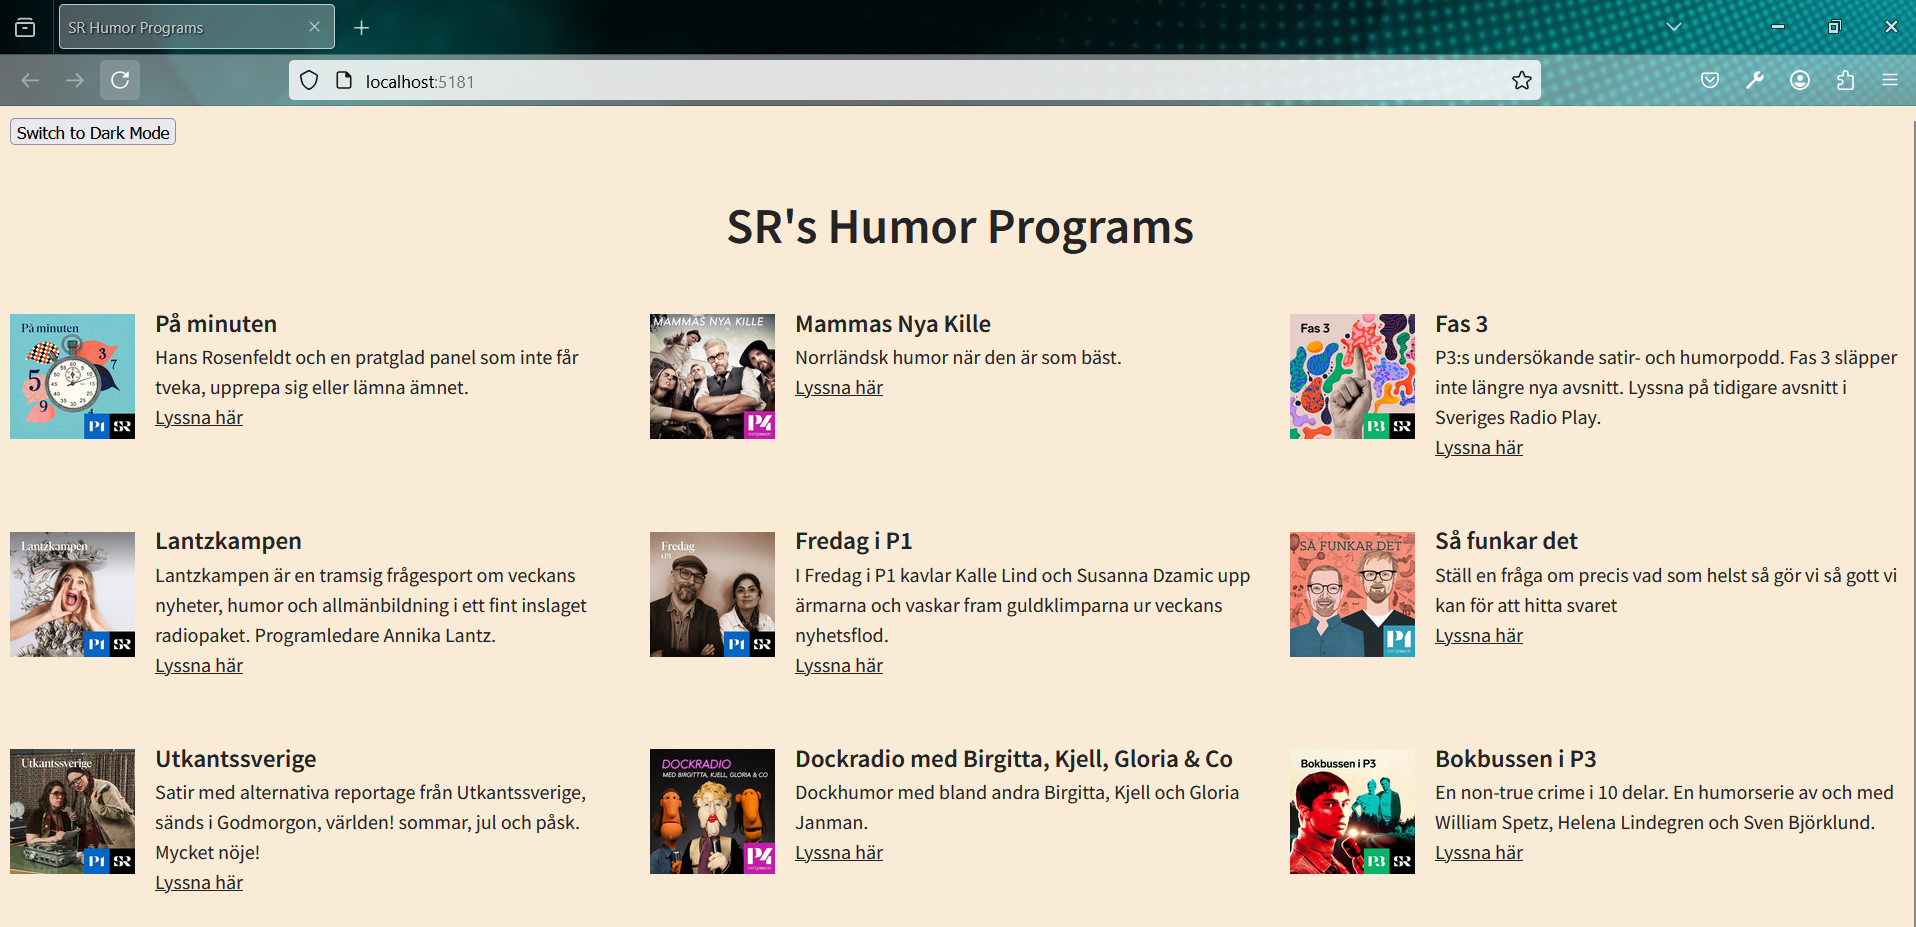 SR Humor Programs
localhost:5181
Switch to Dark Mode
SR's Humor Programs
På minuten
3
7
5
9
4
60
P1 SR
På minuten
Hans Rosenfeldt och en pratglad panel som inte får
tveka, upprepa sig eller lämna ämnet.
Lyssna här
MAMMAS NYA KILLE
P4
Mammas Nya Kille
Norrländsk humor när den är som bäst.
Lyssna här
Fas 3
P3 SR
Fas 3
P3:s undersökande satir- och humorpodd. Fas 3 släpper
inte längre nya avsnitt. Lyssna på tidigare avsnitt i
Sveriges Radio Play.
Lyssna här
Lantzkampen
P1 SR
Lantzkampen
Lantzkampen är en tramsig frågesport om veckans
nyheter, humor och allmänbildning i ett fint inslaget
radiopaket. Programledare Annika Lantz.
Lyssna här
Fredag
i P1
P1 SR
Fredag i P1
I Fredag i P1 kavlar Kalle Lind och Susanna Dzamic upp
ärmarna och vaskar fram guldklimparna ur veckans
nyhetsflod.
Lyssna här
SÅ FUNKAR DET
P1
Så funkar det
Ställ en fråga om precis vad som helst så gör vi så gott vi
kan för att hitta svaret
Lyssna här
Utkantssverige
P1 SR
Utkantssverige
Satir med alternativa reportage från Utkantssverige,
sänds i Godmorgon, världen! sommar, jul och påsk.
Mycket nöje!
Lyssna här
DOCKRADIO
MED BIRGITTTA, KJELL, GLORIA & CO
P4
Dockradio med Birgitta, Kjell, Gloria & Co
Dockhumor med bland andra Birgitta, Kjell och Gloria
Janman.
Lyssna här
Bokbussen i P3
P3 SR
Bokbussen i P3
En non-true crime i 10 delar. En humorserie av och med
William Spetz, Helena Lindegren och Sven Björklund.
Lyssna här